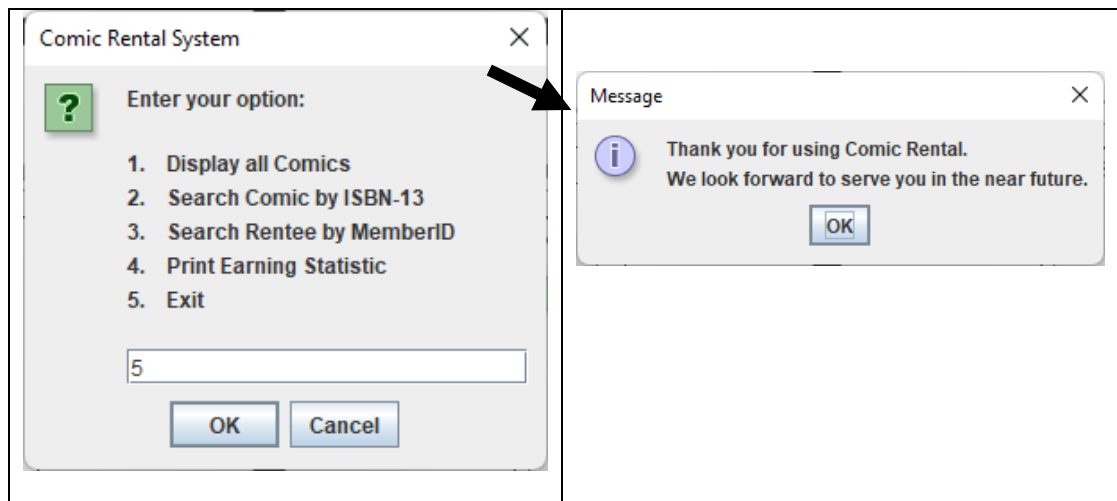 Comic Rental System
Enter your option:
1. Display all Comics
2. Search Comic by ISBN-13
3. Search Rentee by MemberID
4. Print Earning Statistic
5. Exit
5
OK
Cancel
Message
Thank you for using Comic Rental.
We look forward to serve you in the near future.
OK